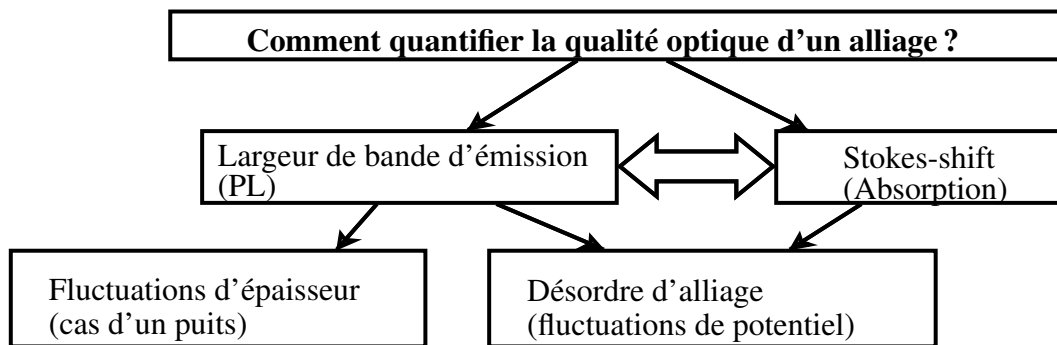 Comment quantifier la qualité optique d’un alliage ?
Largeur de bande d’émission
(PL)
Stokes-shift
(Absorption)
Fluctuations d’épaisseur
(cas d’un puits)
Désordre d’alliage
(fluctuations de potentiel)